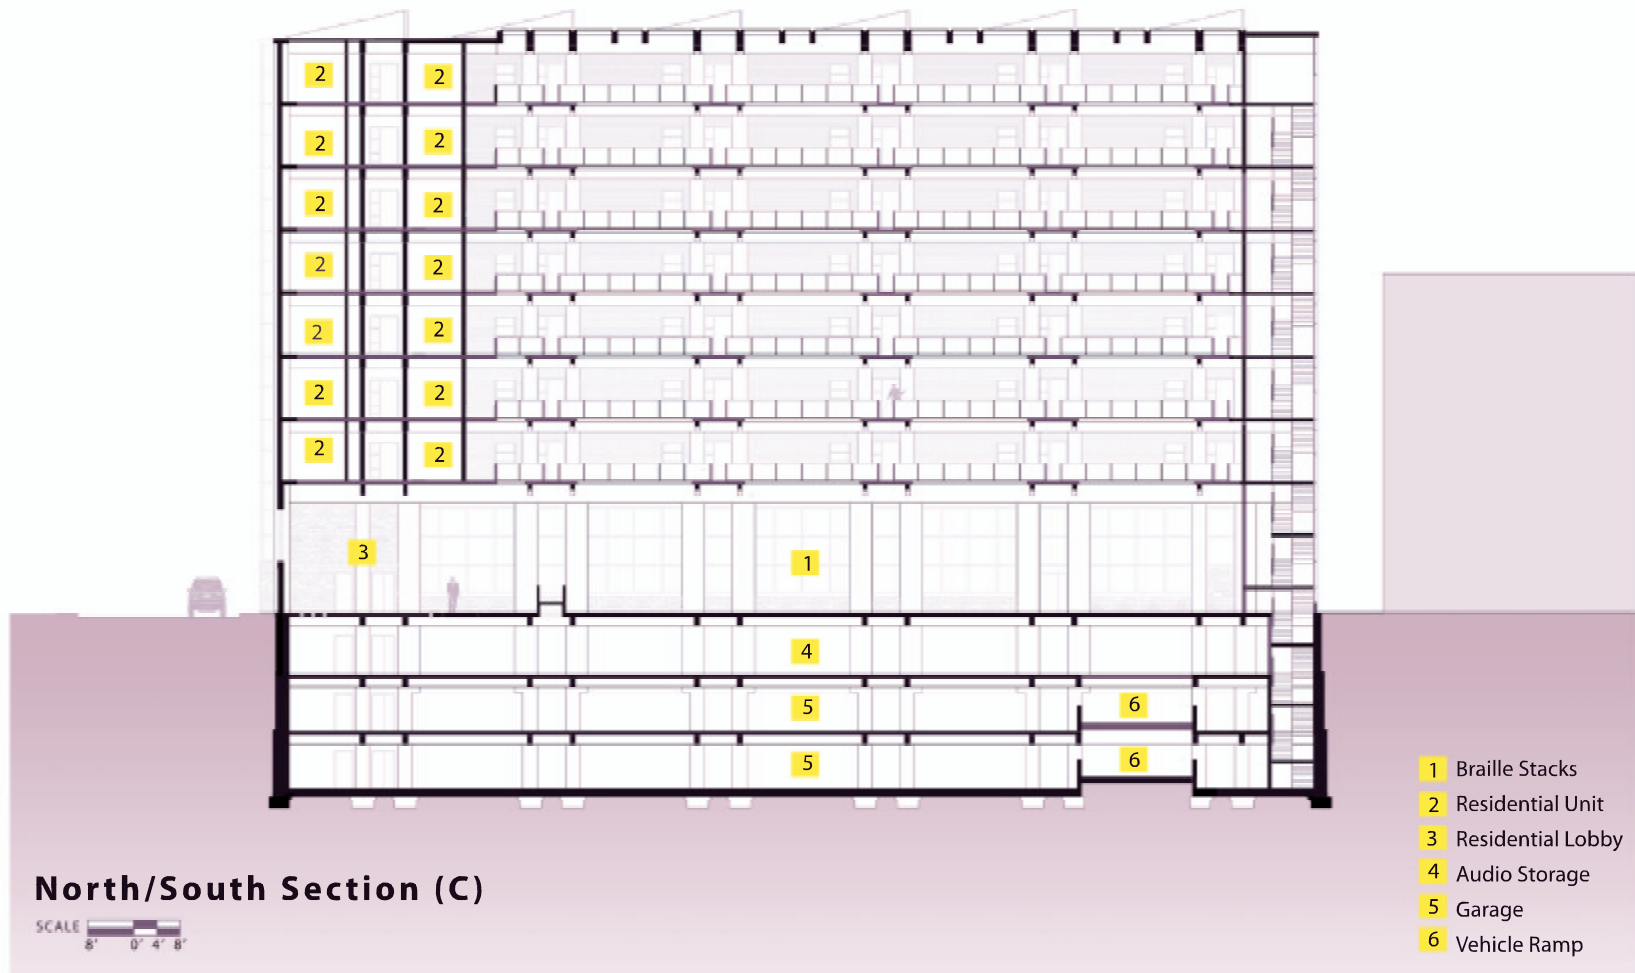 2 2
2 2
2 2
2 2
2 2
2 2
2 2
3 1
4
5 6
5 6
1 Braille Stacks
2 Residential Unit
3 Residential Lobby
4 Audio Storage
5 Garage
6 Vehicle Ramp
North/South Section (C)
SCALE
8' 0' 4' 8'